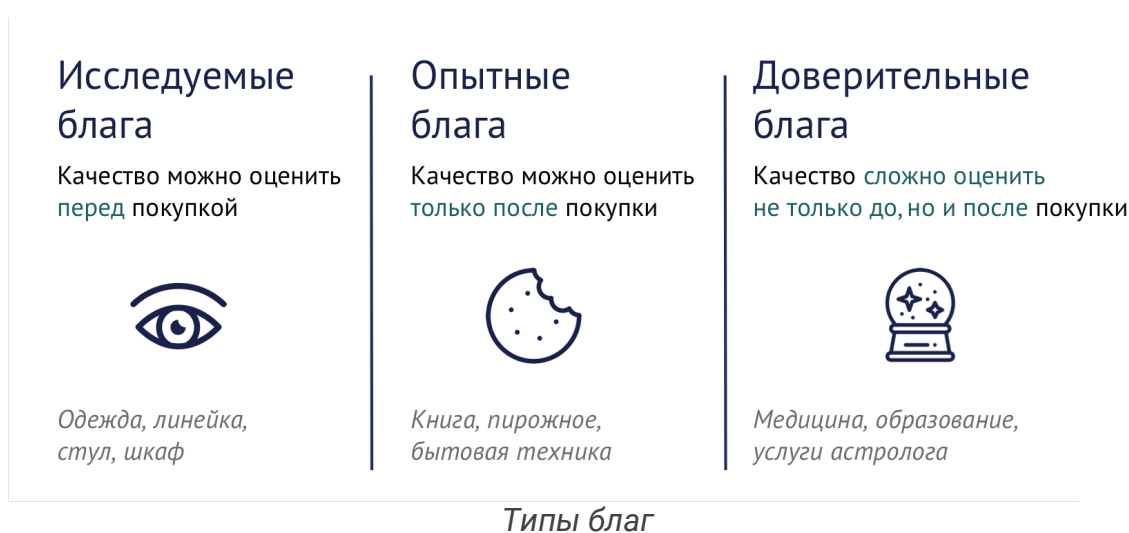 Исследуемые
блага
Качество можно оценить
перед покупкой
Одежда, линейка,
стул, шкаф
Опытные
блага
Качество можно оценить
только после покупки
Книга, пирожное,
бытовая техника
Доверительные
блага
Качество сложно оценить
не только до, но и после покупки
Медицина, образование,
услуги астролога
Типы благ